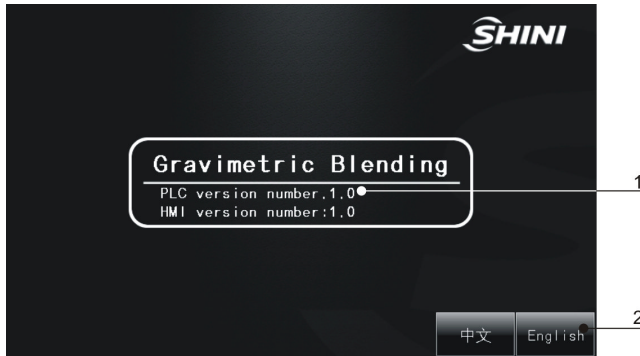 SHINI
Gravimetric Blending
PLC version number.1.0
HMI version number:1.0
1
2
中文 English